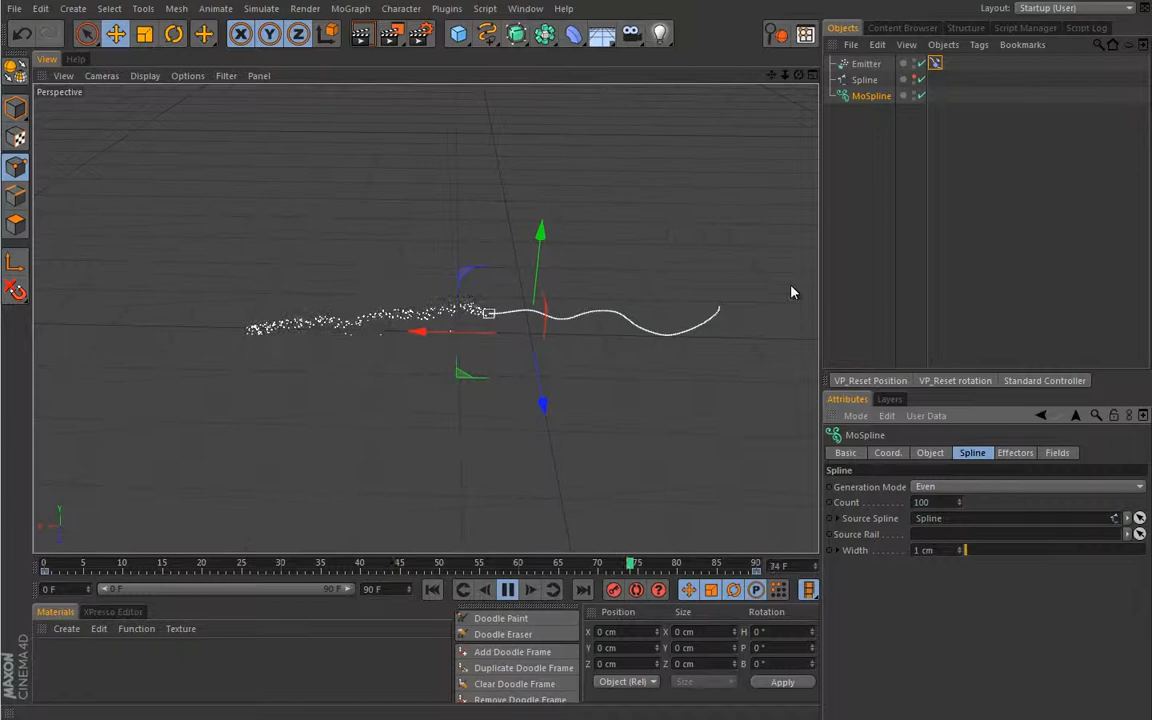 File Edit Create Select Tools Mesh Animate Simulate Render MoGraph Character Plugins Script Window Help Layout: Startup (User)
View Help
View Cameras Display Options Filter Panel
Perspective
Objects Content Browser Structure Script Manager Script Log
File Edit View Objects Tags Bookmarks
Emitter
Spline
MoSpline
VP_Reset Position VP_Reset rotation Standard Controller
Attributes Layers
Mode Edit User Data
MoSpline
Basic Coord. Object Spline Effectors Fields
Spline
Generation Mode Even
Count 100
Source Spline Spline
Source Rail
Width 1 cm
Y
0 5 10 15 20 25 30 35 40 45 50 55 60 65 70 75 80 85 90 74 F
0 F 0 F 90 F 90 F
Materials XPresso Editor
Create Edit Function Texture
Doodle Paint
Doodle Eraser
Add Doodle Frame
Duplicate Doodle Frame
Clear Doodle Frame
Remove Doodle Frame
Position Size Rotation
X 0 cm X 0 cm H 0 °
Y 0 cm Y 0 cm P 0 °
Z 0 cm Z 0 cm B 0 °
Object (Rel) Size Apply
MAXON
CINEMA 4D